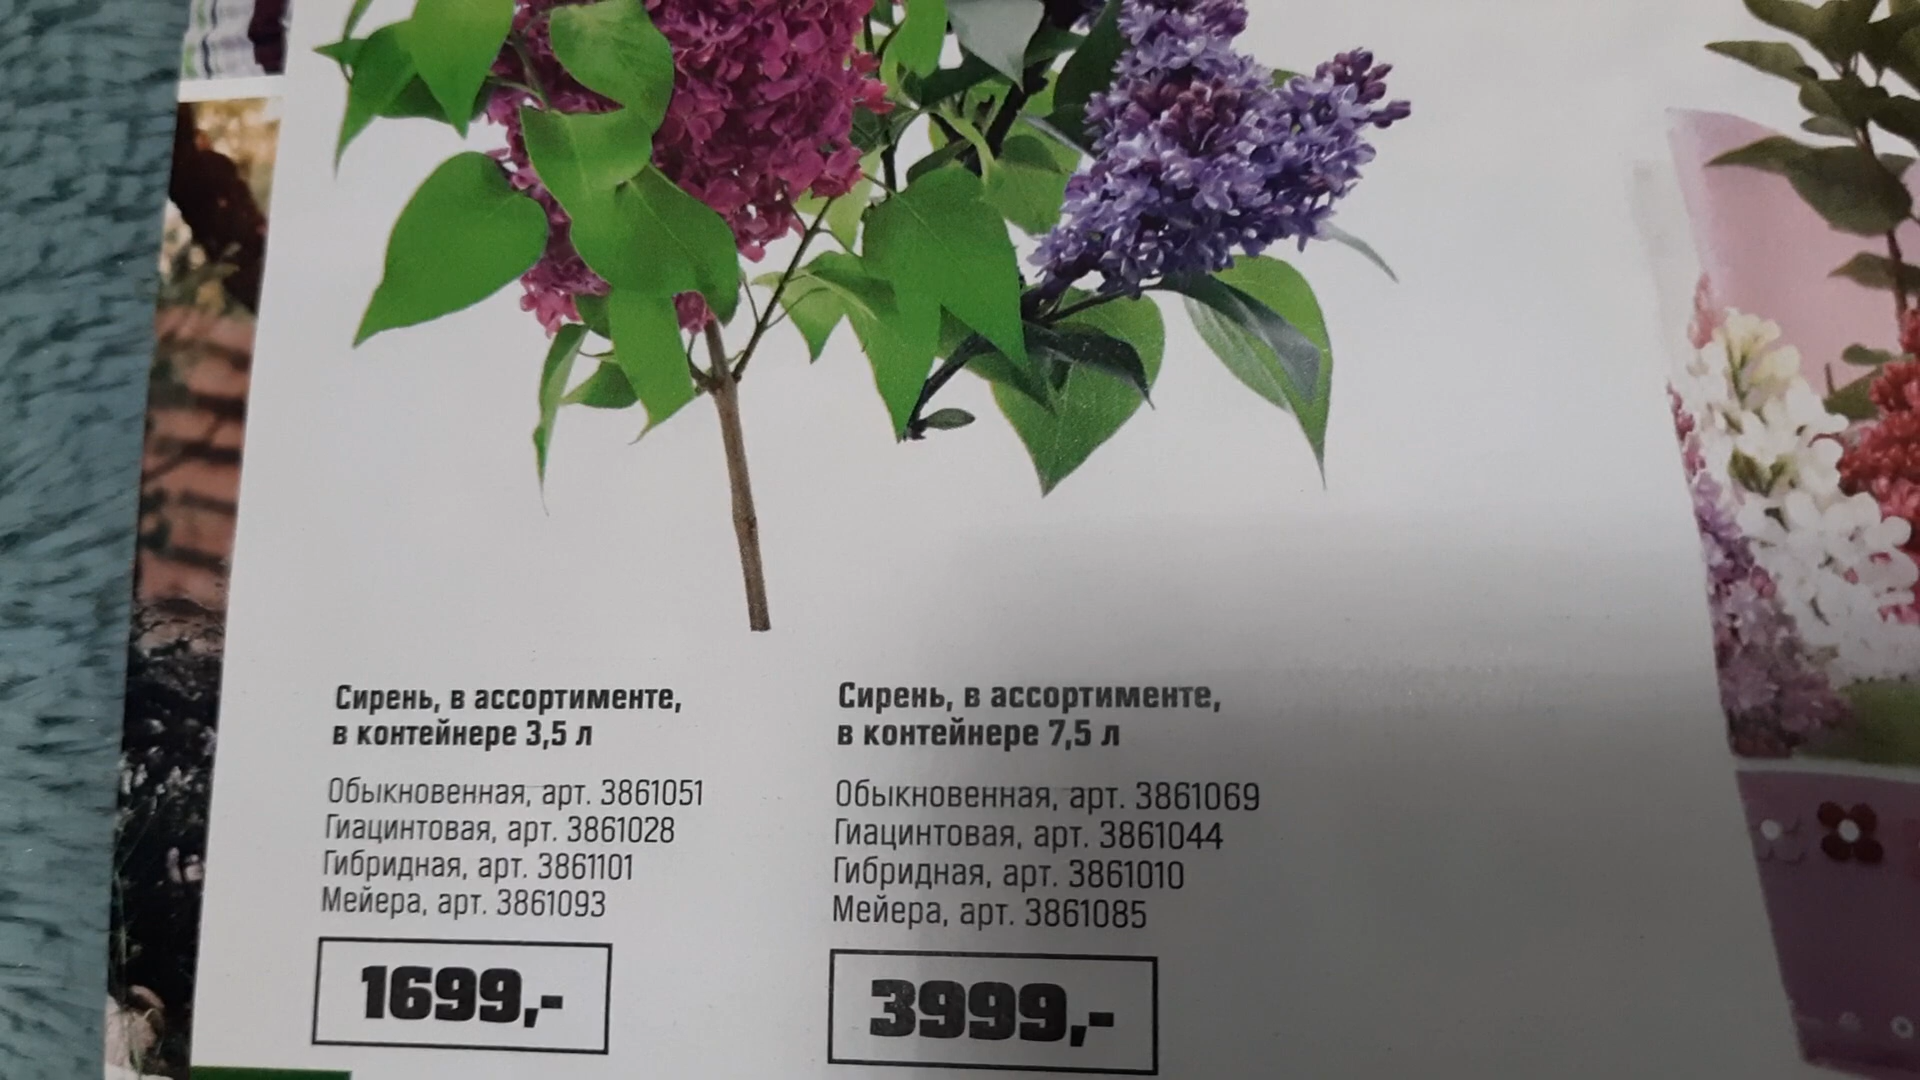 Сирень, в ассортименте,
в контейнере 3,5 л
Обыкновенная, арт. 3861051
Гиацинтовая, арт. 3861028
Гибридная, арт. 3861101
Мейера, арт. 3861093
1699,-
Сирень, в ассортименте,
в контейнере 7,5 л
Обыкновенная, арт. 3861069
Гиацинтовая, арт. 3861044
Гибридная, арт. 3861010
Мейера, арт. 3861085
3999,-